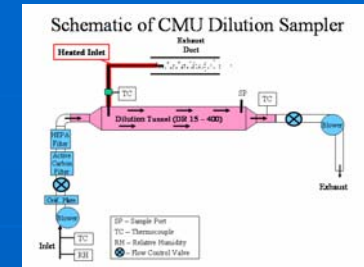 Schematic of CMU Dilution Sampler
Exhaust
Duct
Heated Inlet
TC
SP
TC
Dilution Tunnel (DR 15 - 400)
Blower
HEPA
Filter
Active
Carbon
Filter
Orif. Plate
Blower
Exhaust
Inlet
TC
RH
SP – Sample Port
TC – Thermocouple
RH – Relative Humidity
– Flow Control Valve